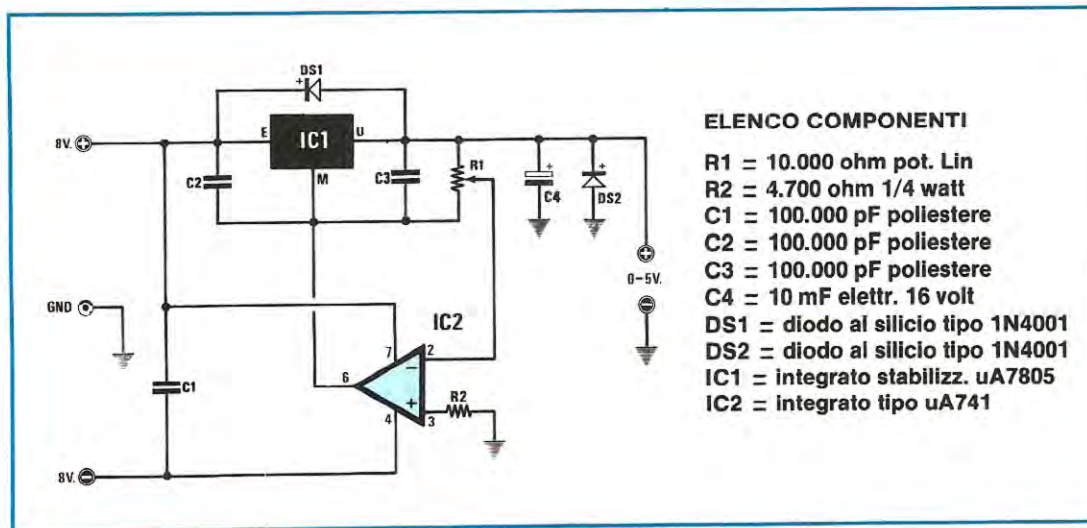 DS1
+
8V.
+
E
IC1
U
M
C2
C3
R1
+
C4
+
DS2
+
0-5V.
−
GND
IC2
7
2
−
6
C1
4
+
3
R2
8V.
−
ELENCO COMPONENTI
R1 = 10.000 ohm pot. Lin
R2 = 4.700 ohm 1/4 watt
C1 = 100.000 pF poliestere
C2 = 100.000 pF poliestere
C3 = 100.000 pF poliestere
C4 = 10 mF elettr. 16 volt
DS1 = diodo al silicio tipo 1N4001
DS2 = diodo al silicio tipo 1N4001
IC1 = integrato stabilizz. uA7805
IC2 = integrato tipo uA741